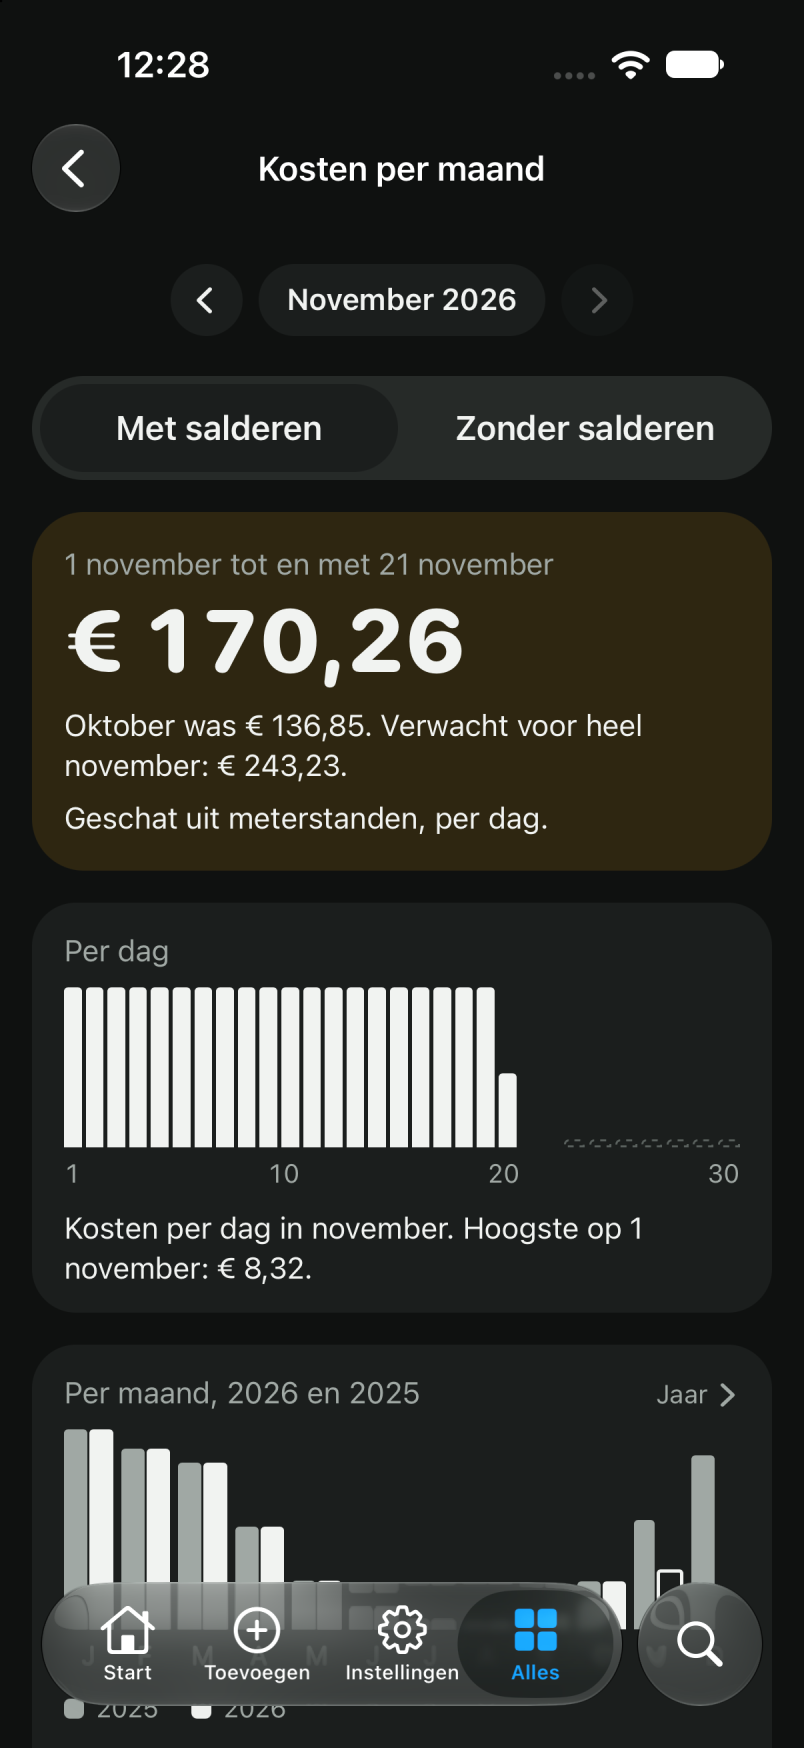 12:28
Kosten per maand
November 2026
Met salderen
Zonder salderen
1 november tot en met 21 november
€ 170,26
Oktober was € 136,85. Verwacht voor heel
november: € 243,23.
Geschat uit meterstanden, per dag.
Per dag
1 10 20 30
Kosten per dag in november. Hoogste op 1
november: € 8,32.
Per maand, 2026 en 2025
Jaar
J M A M J
Start
Toevoegen
Instellingen
Alles
2025
2026